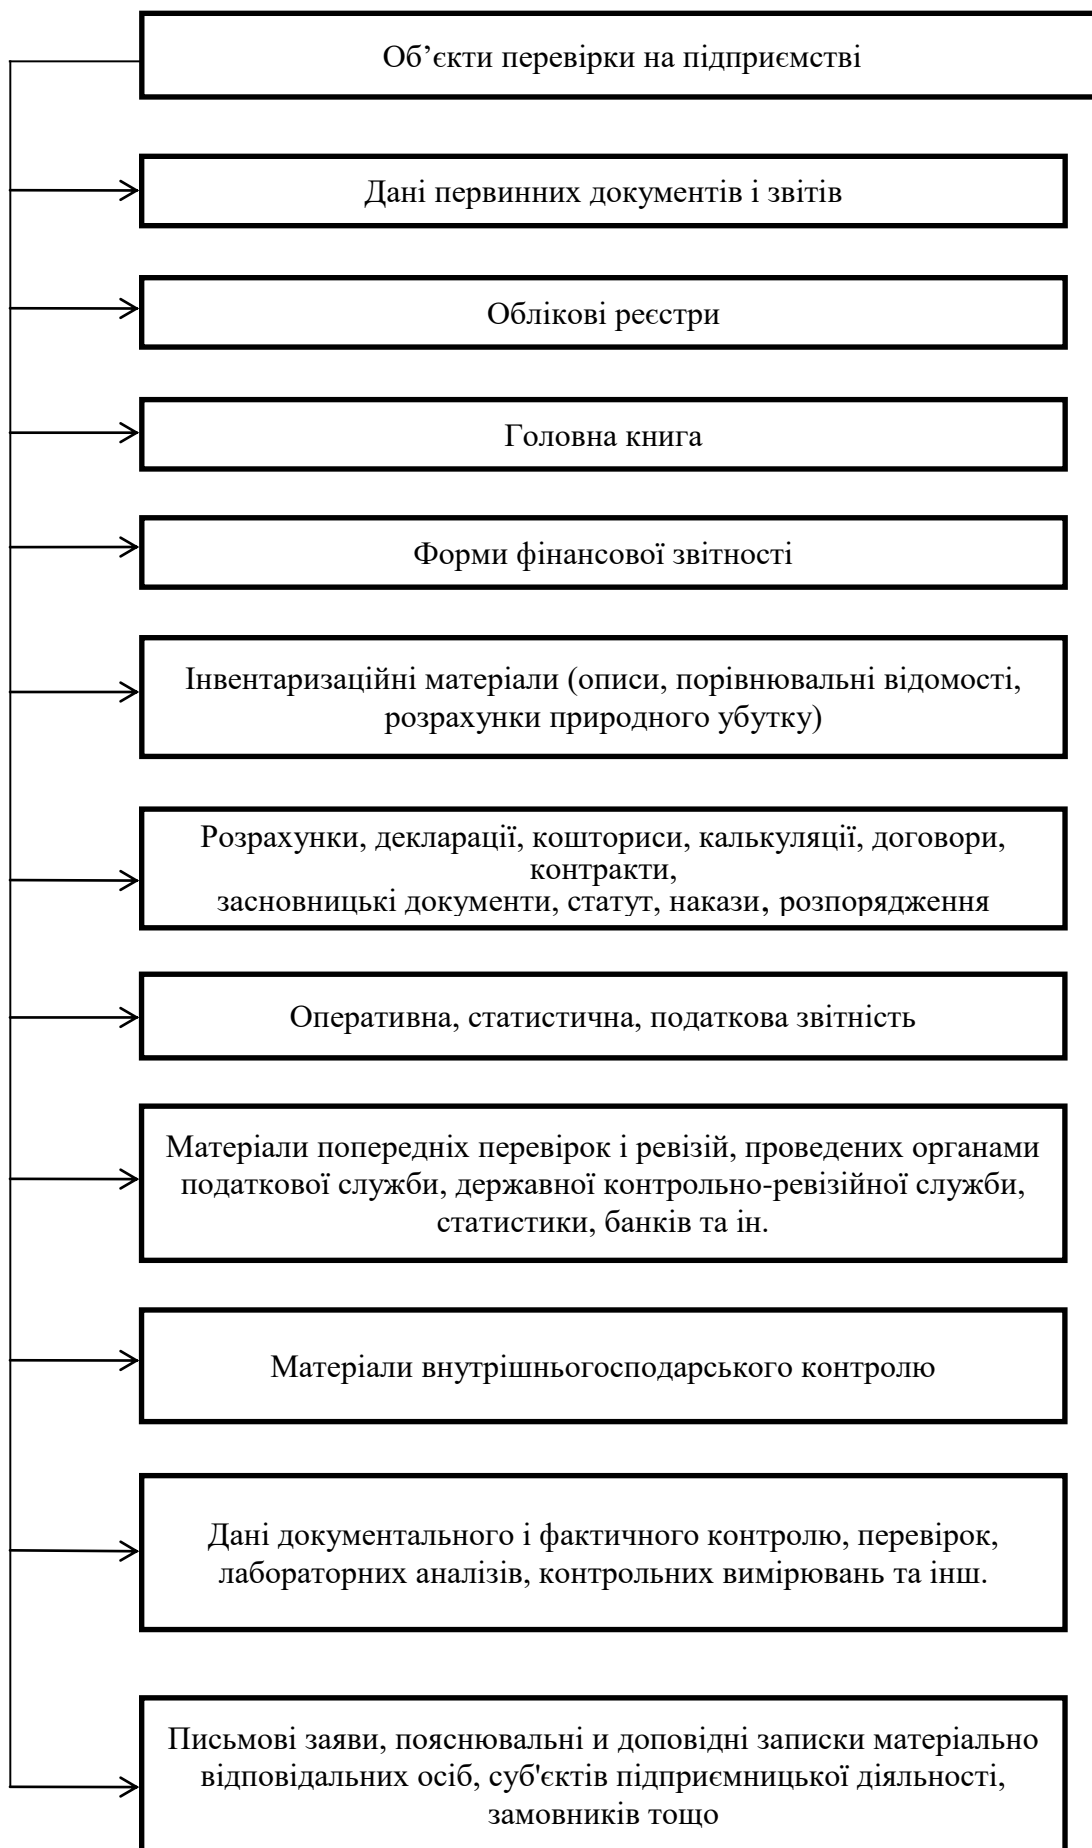 Об’єкти перевірки на підприємстві
Дані первинних документів і звітів
Облікові реєстри
Головна книга
Форми фінансової звітності
Інвентаризаційні матеріали (описи, порівнювальні відомості,
розрахунки природного убутку)
Розрахунки, декларації, кошториси, калькуляції, договори,
контракти,
засновницькі документи, статут, накази, розпорядження
Оперативна, статистична, податкова звітність
Матеріали попередніх перевірок і ревізій, проведених органами
податкової служби, державної контрольно-ревізійної служби,
статистики, банків та ін.
Матеріали внутрішньогосподарського контролю
Дані документального і фактичного контролю, перевірок,
лабораторних аналізів, контрольних вимірювань та інш.
Письмові заяви, пояснювальні и доповідні записки матеріально
відповідальних осіб, суб'єктів підприємницької діяльності,
замовників тощо